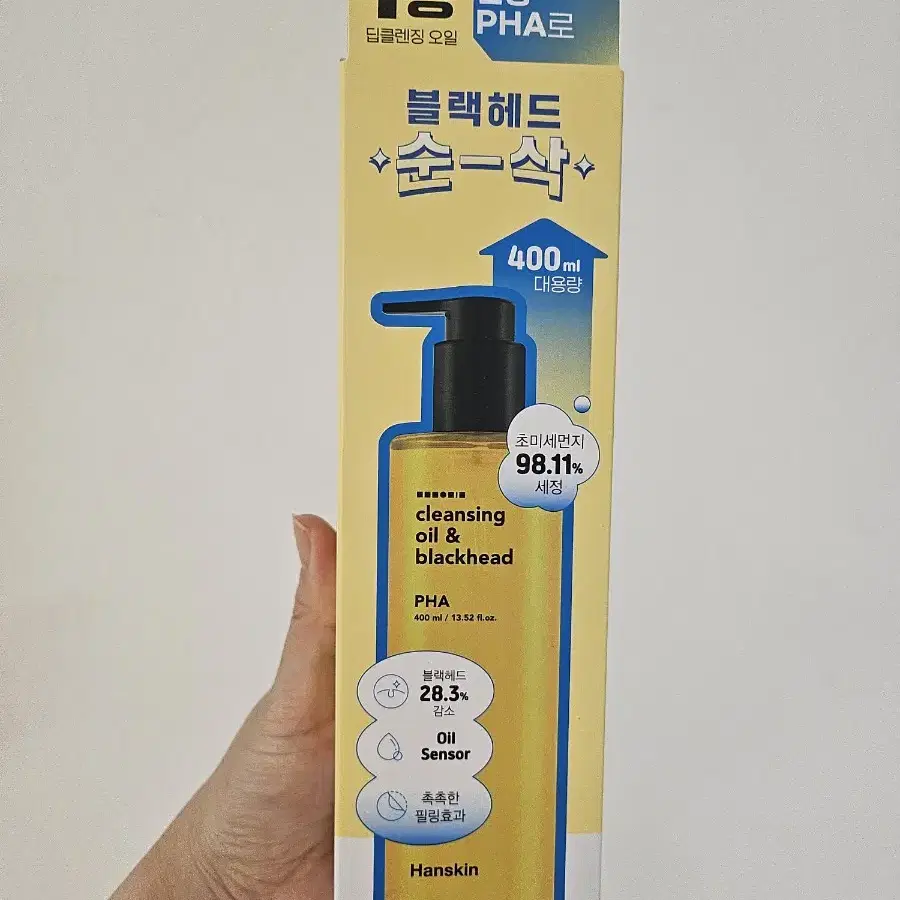 딥클렌징 오일
PHA로
블랙헤드
순一삭
400ml
대용량
초미세먼지
98.11%
세정
cleansing
oil &
blackhead
PHA
400 ml / 13.52 fl.oz.
블랙헤드
28.3%
감소
Oil
Sensor
촉촉한
필링효과
Hanskin